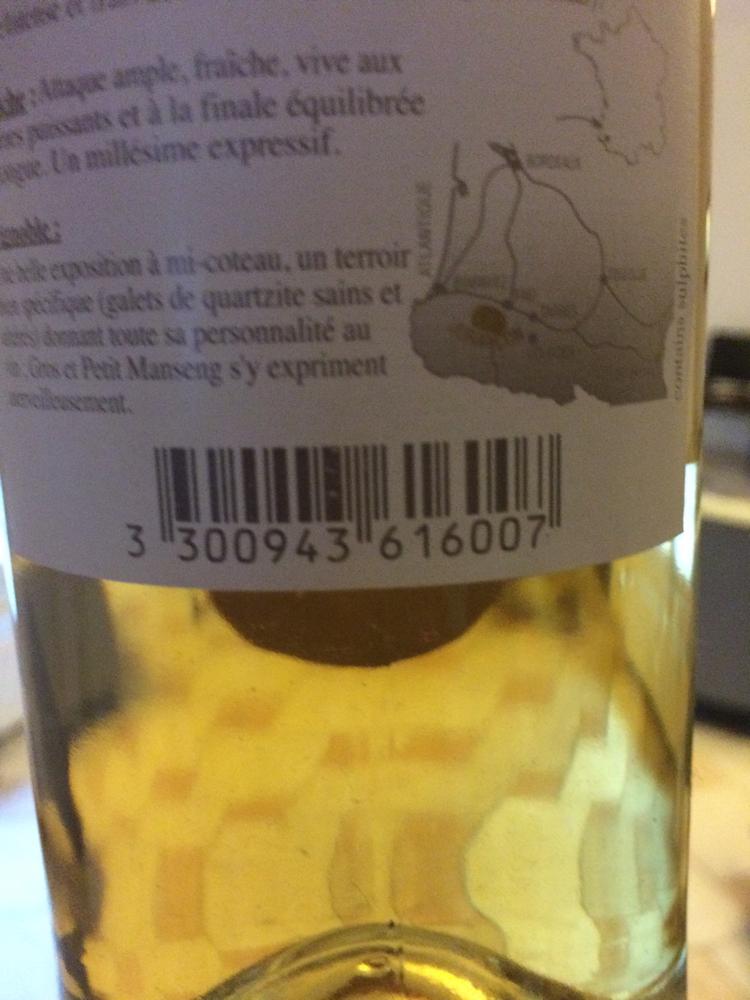 Attaque ample, fraîche, vive aux
puissants et à la finale équilibrée
Un millésime expressif.
belle exposition à mi-coteau, un terroir
spécifique (galets de quartzite sains et
donnant toute sa personnalité au
Gros et Petit Manseng s'y expriment
merveilleusement.
ATLANTIQUE
BORDEAUX
contains sulphites
3 300943 616007